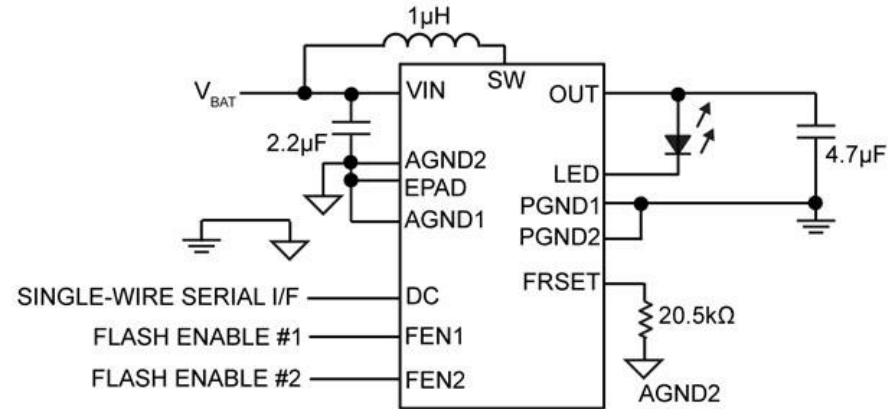 1µH
SW
V_BAT
VIN
OUT
2.2µF
4.7µF
AGND2
LED
EPAD
PGND1
AGND1
PGND2
FRSET
SINGLE-WIRE SERIAL I/F
DC
20.5kΩ
FLASH ENABLE #1
FEN1
FLASH ENABLE #2
FEN2
AGND2